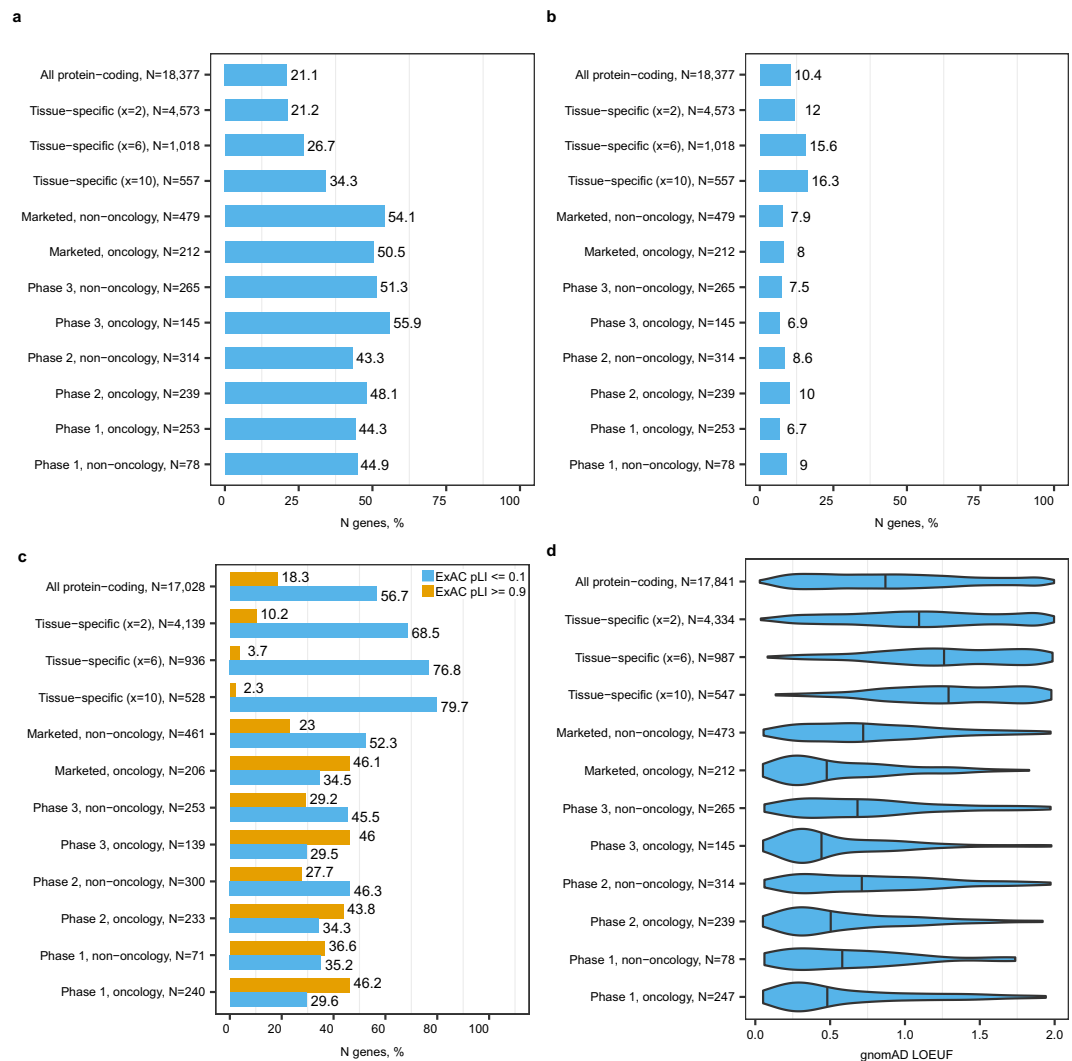 a
All protein−coding, N=18,377 21.1
Tissue−specific (x=2), N=4,573 21.2
Tissue−specific (x=6), N=1,018 26.7
Tissue−specific (x=10), N=557 34.3
Marketed, non−oncology, N=479 54.1
Marketed, oncology, N=212 50.5
Phase 3, non−oncology, N=265 51.3
Phase 3, oncology, N=145 55.9
Phase 2, non−oncology, N=314 43.3
Phase 2, oncology, N=239 48.1
Phase 1, oncology, N=253 44.3
Phase 1, non−oncology, N=78 44.9
0 25 50 75 100
N genes, %
b
All protein−coding, N=18,377 10.4
Tissue−specific (x=2), N=4,573 12
Tissue−specific (x=6), N=1,018 15.6
Tissue−specific (x=10), N=557 16.3
Marketed, non−oncology, N=479 7.9
Marketed, oncology, N=212 8
Phase 3, non−oncology, N=265 7.5
Phase 3, oncology, N=145 6.9
Phase 2, non−oncology, N=314 8.6
Phase 2, oncology, N=239 10
Phase 1, oncology, N=253 6.7
Phase 1, non−oncology, N=78 9
0 25 50 75 100
N genes, %
c
ExAC pLI <= 0.1
ExAC pLI >= 0.9
All protein−coding, N=17,028 18.3 56.7
Tissue−specific (x=2), N=4,139 10.2 68.5
Tissue−specific (x=6), N=936 3.7 76.8
Tissue−specific (x=10), N=528 2.3 79.7
Marketed, non−oncology, N=461 23 52.3
Marketed, oncology, N=206 46.1 34.5
Phase 3, non−oncology, N=253 29.2 45.5
Phase 3, oncology, N=139 46 29.5
Phase 2, non−oncology, N=300 27.7 46.3
Phase 2, oncology, N=233 43.8 34.3
Phase 1, non−oncology, N=71 36.6 35.2
Phase 1, oncology, N=240 46.2 29.6
0 20 40 60 80 100
N genes, %
d
All protein−coding, N=17,841
Tissue−specific (x=2), N=4,334
Tissue−specific (x=6), N=987
Tissue−specific (x=10), N=547
Marketed, non−oncology, N=473
Marketed, oncology, N=212
Phase 3, non−oncology, N=265
Phase 3, oncology, N=145
Phase 2, non−oncology, N=314
Phase 2, oncology, N=239
Phase 1, non−oncology, N=78
Phase 1, oncology, N=247
0.0 0.5 1.0 1.5 2.0
gnomAD LOEUF